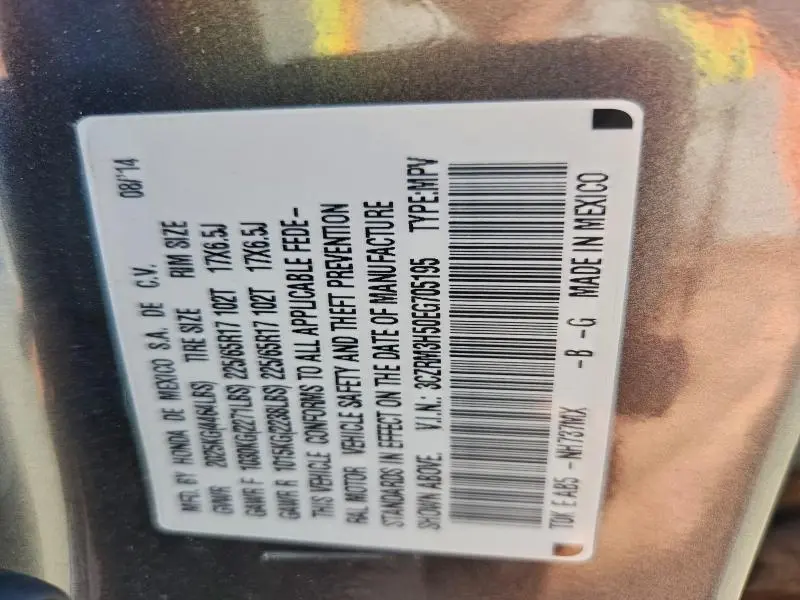 MFD. BY HONDA DE MEXICO S.A. DE C.V. 08/'14
GAWR 2025KG(4464LBS) TIRE SIZE RIM SIZE
GAWR F 1030KG(2271LBS) 225/65R17 102T 17X6.5J
GAWR R 1015KG(2238LBS) 225/65R17 102T 17X6.5J
THIS VEHICLE CONFORMS TO ALL APPLICABLE FEDE-
RAL MOTOR VEHICLE SAFETY AND THEFT PREVENTION
STANDARDS IN EFFECT ON THE DATE OF MANUFACTURE
SHOWN ABOVE. V.I.N.: 3CZRM3H50EG705195 TYPE:MPV
TDK E AB5 -NH737MX -B -G MADE IN MEXICO